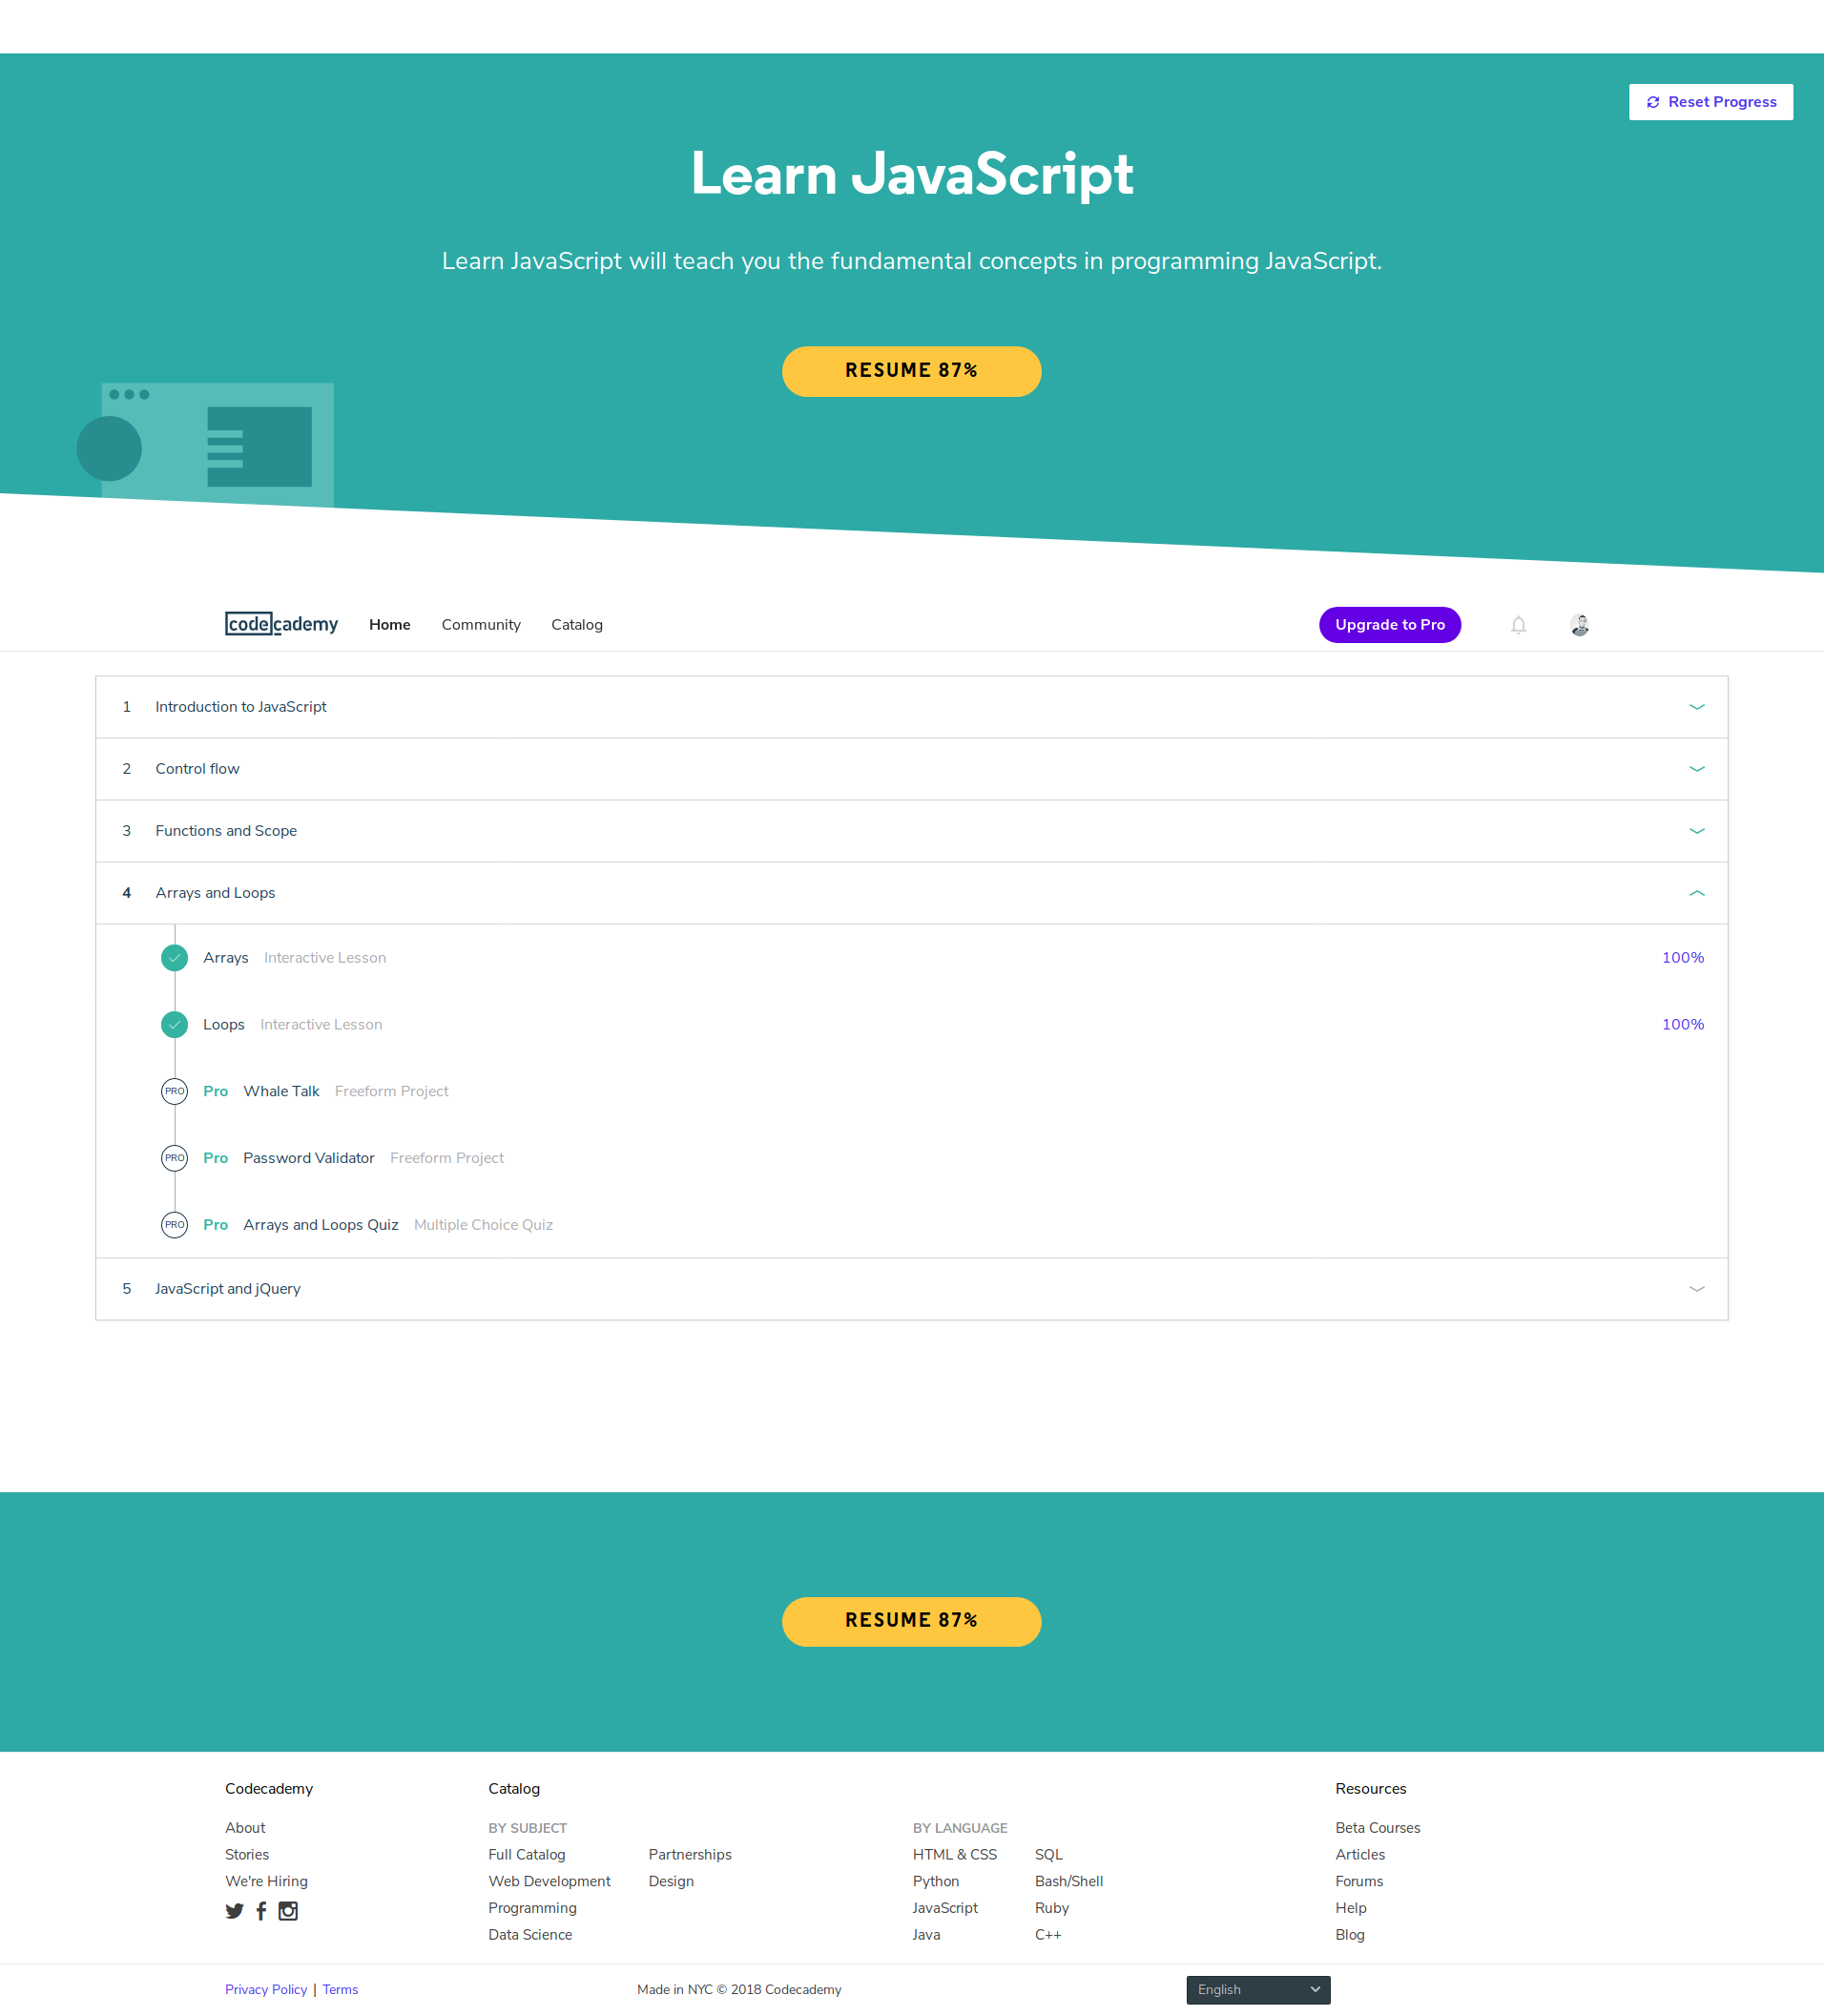 Reset Progress
Learn JavaScript
Learn JavaScript will teach you the fundamental concepts in programming JavaScript.
RESUME 87%
codecademy Home Community Catalog Upgrade to Pro
1 Introduction to JavaScript
2 Control flow
3 Functions and Scope
4 Arrays and Loops
Arrays Interactive Lesson 100%
Loops Interactive Lesson 100%
PRO Pro Whale Talk Freeform Project
PRO Pro Password Validator Freeform Project
PRO Pro Arrays and Loops Quiz Multiple Choice Quiz
5 JavaScript and jQuery
RESUME 87%
Codecademy
About
Stories
We're Hiring
Catalog
BY SUBJECT
Full Catalog
Web Development
Programming
Data Science
Partnerships
Design
BY LANGUAGE
HTML & CSS
Python
JavaScript
Java
SQL
Bash/Shell
Ruby
C++
Resources
Beta Courses
Articles
Forums
Help
Blog
Privacy Policy | Terms
Made in NYC © 2018 Codecademy
English